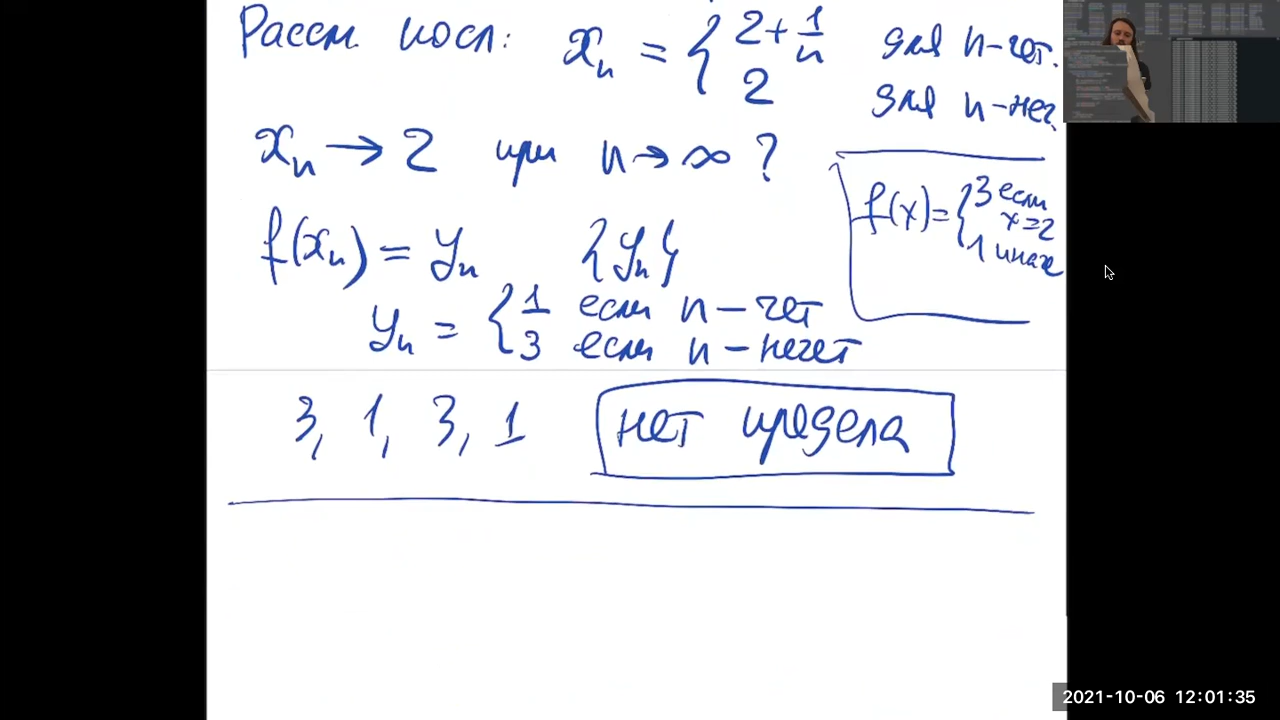 Рассм посл: xₙ = { 2+1/n для n-чет.
2 для n-неч.
xₙ → 2 при n→∞ ?
f(x)= { 3 если x=2
1 иначе
f(xₙ) = yₙ {yₙ}
yₙ = { 1 если n – чет
3 если n – нечет
3, 1, 3, 1 нет предела
2021-10-06 12:01:35